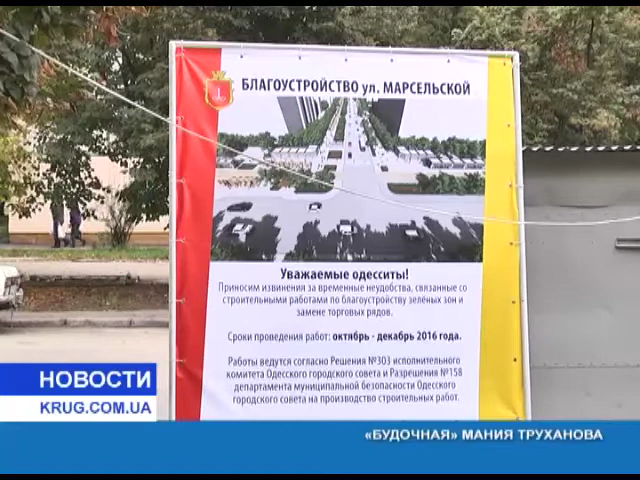 БЛАГОУСТРОЙСТВО ул. МАРСЕЛЬСКОЙ
Уважаемые одесситы!
Приносим извинения за временные неудобства, связанные со
строительными работами по благоустройству зелёных зон и
замене торговых рядов.
Сроки проведения работ: октябрь - декабрь 2016 года.
Работы ведутся согласно Решения №303 исполнительного
комитета Одесского городского совета и Разрешения №158
департамента муниципальной безопасности Одесского
городского совета на производство строительных работ.
НОВОСТИ
KRUG.COM.UA
«БУДОЧНАЯ» МАНИЯ ТРУХАНОВА